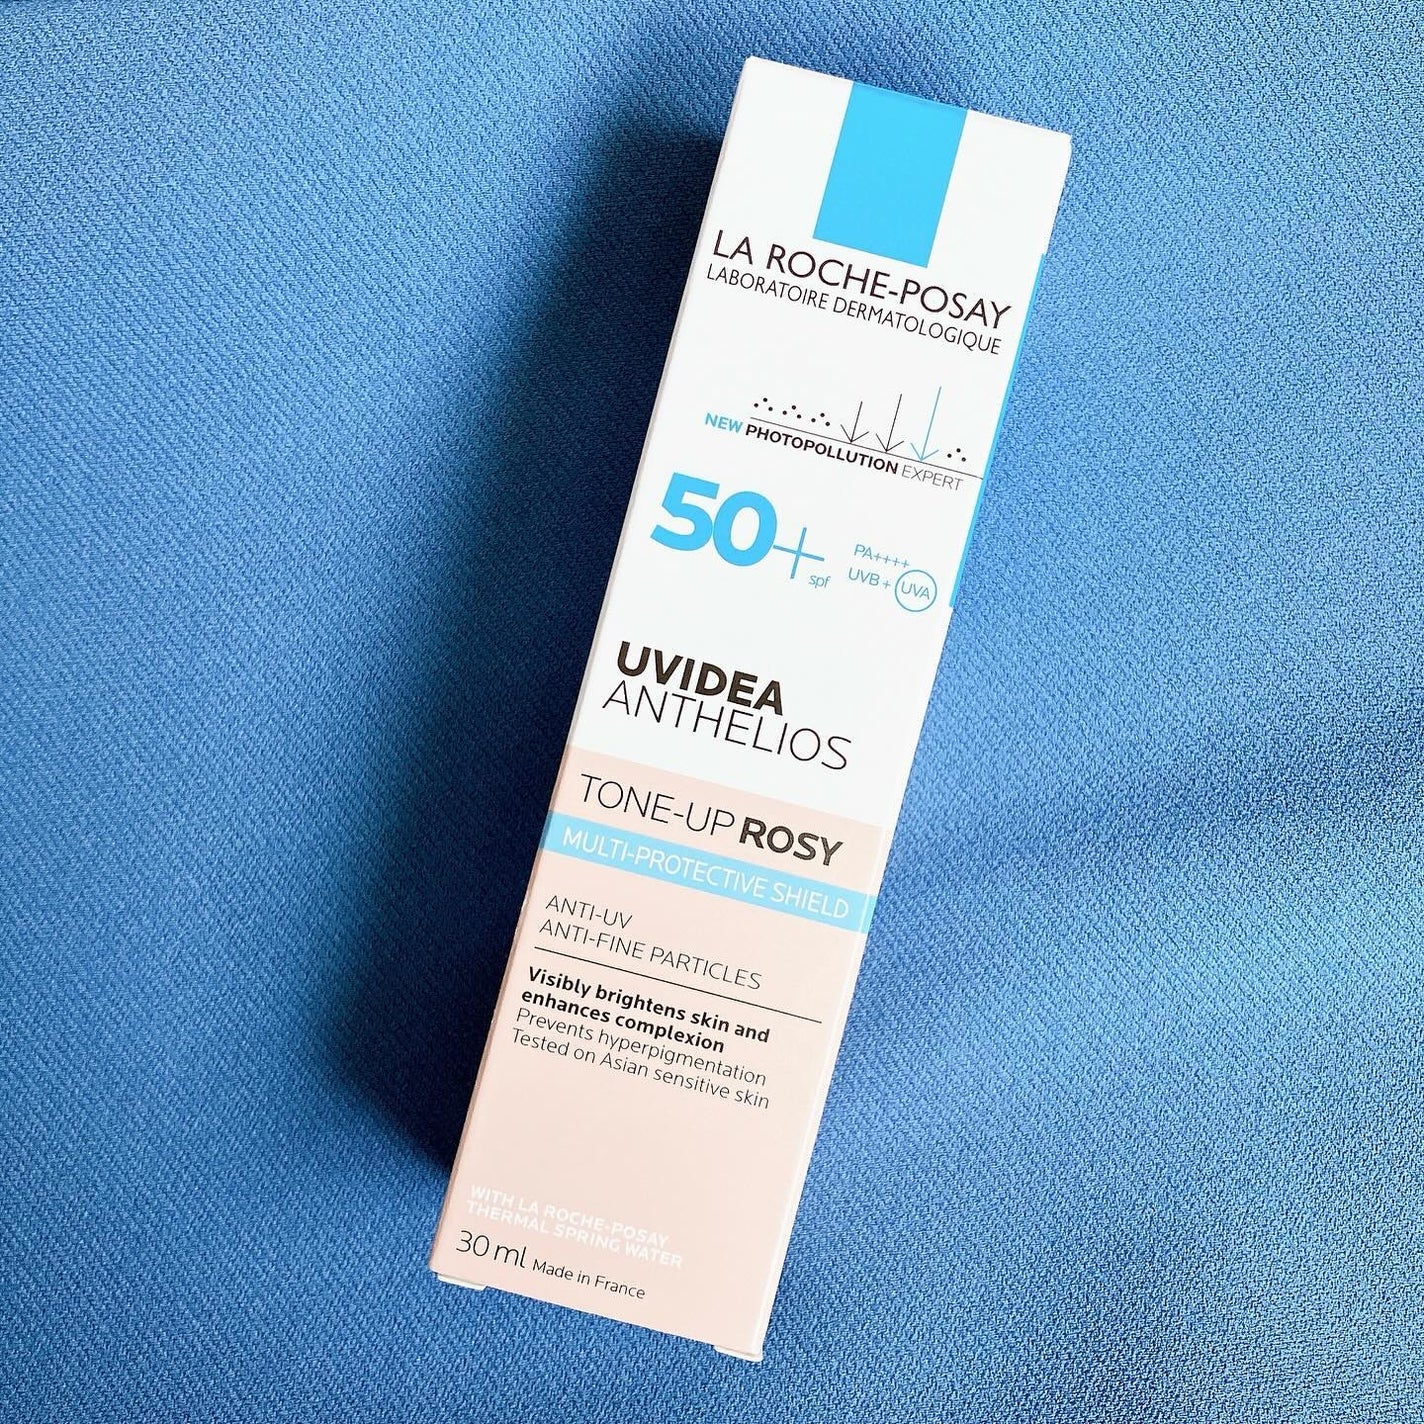 LA ROCHE-POSAY
LABORATOIRE DERMATOLOGIQUE
NEW PHOTOPOLLUTION EXPERT
50+
spf
PA++++
UVB + UVA
UVIDEA
ANTHELIOS
TONE-UP ROSY
MULTI-PROTECTIVE SHIELD
ANTI-UV
ANTI-FINE PARTICLES
Visibly brightens skin and
enhances complexion
Prevents hyperpigmentation
Tested on Asian sensitive skin
WITH LA ROCHE-POSAY
THERMAL SPRING WATER
30 ml Made in France